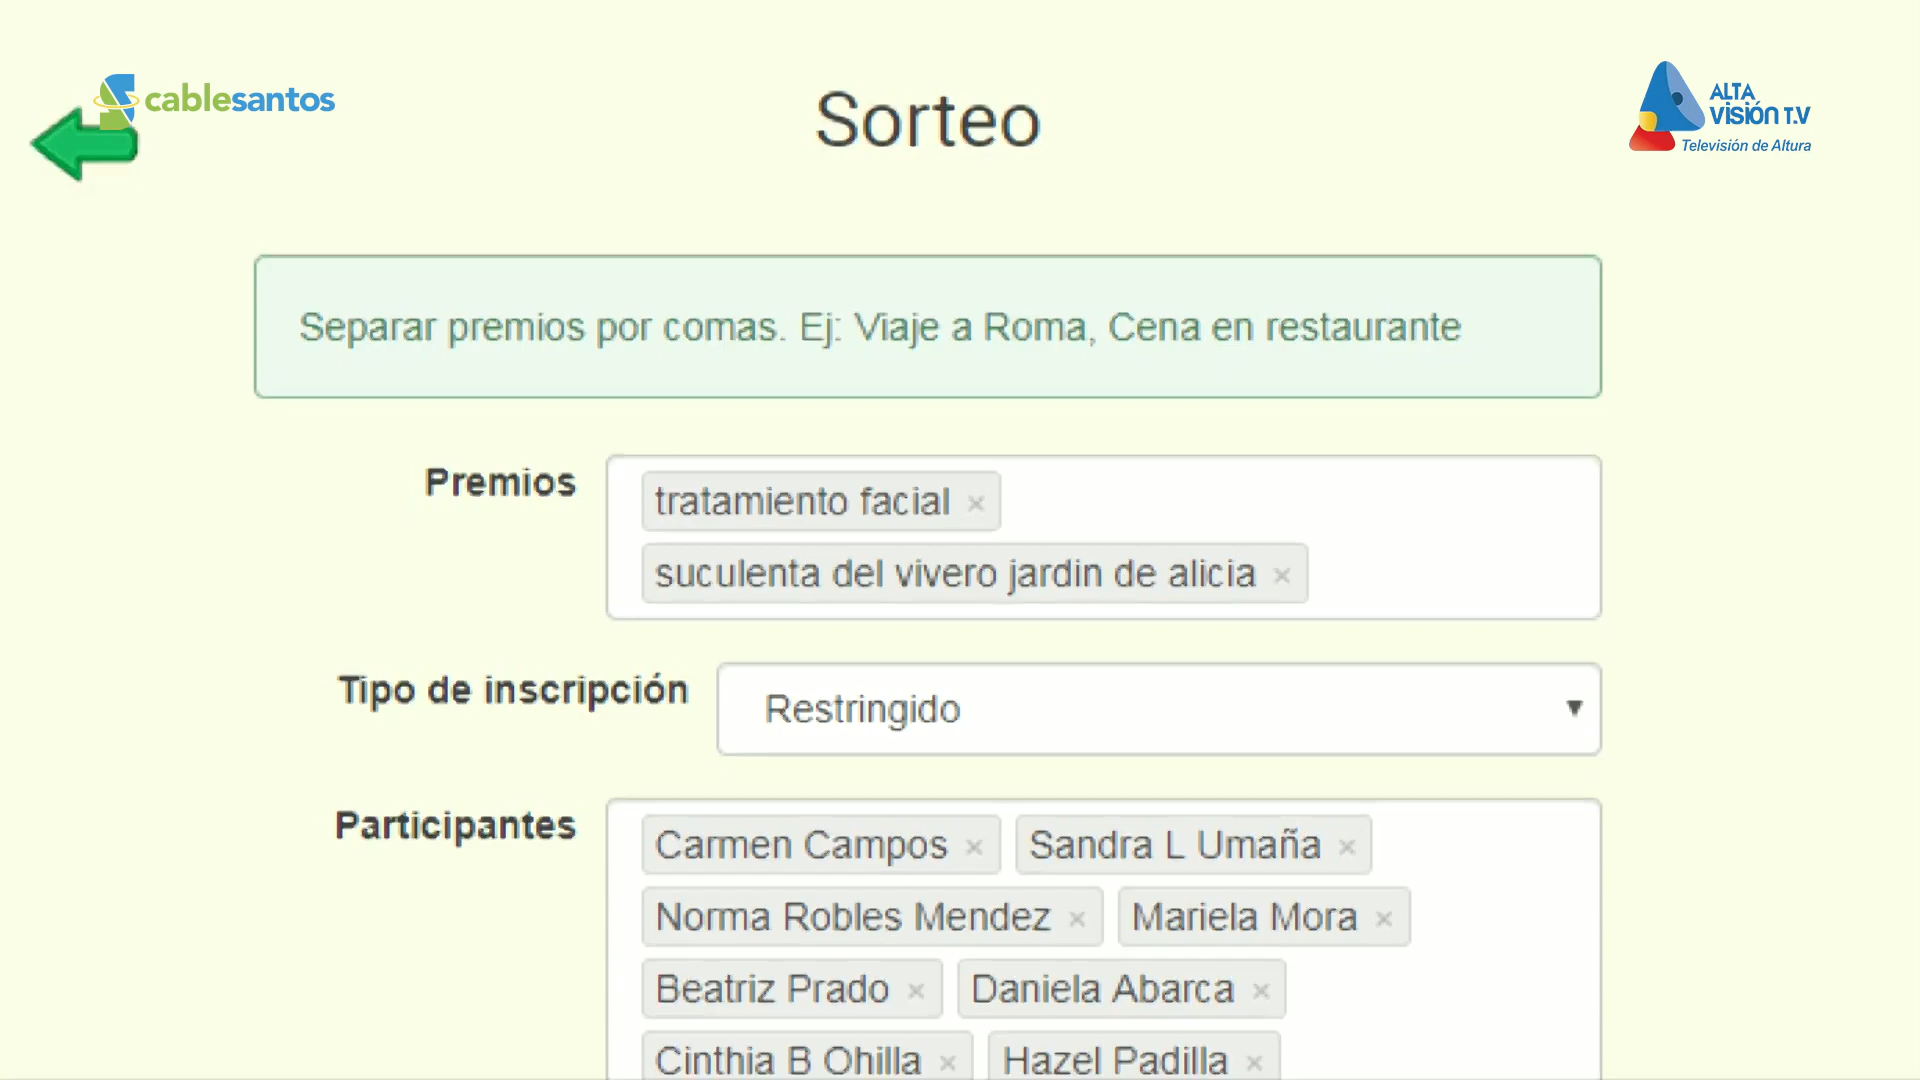 cablesantos
Sorteo
ALTA
VISIÓN T.V
Televisión de Altura
Separar premios por comas. Ej: Viaje a Roma, Cena en restaurante
Premios
tratamiento facial ×
suculenta del vivero jardin de alicia ×
Tipo de inscripción
Restringido
Participantes
Carmen Campos × Sandra L Umaña ×
Norma Robles Mendez × Mariela Mora ×
Beatriz Prado × Daniela Abarca ×
Cinthia B Ohilla × Hazel Padilla ×